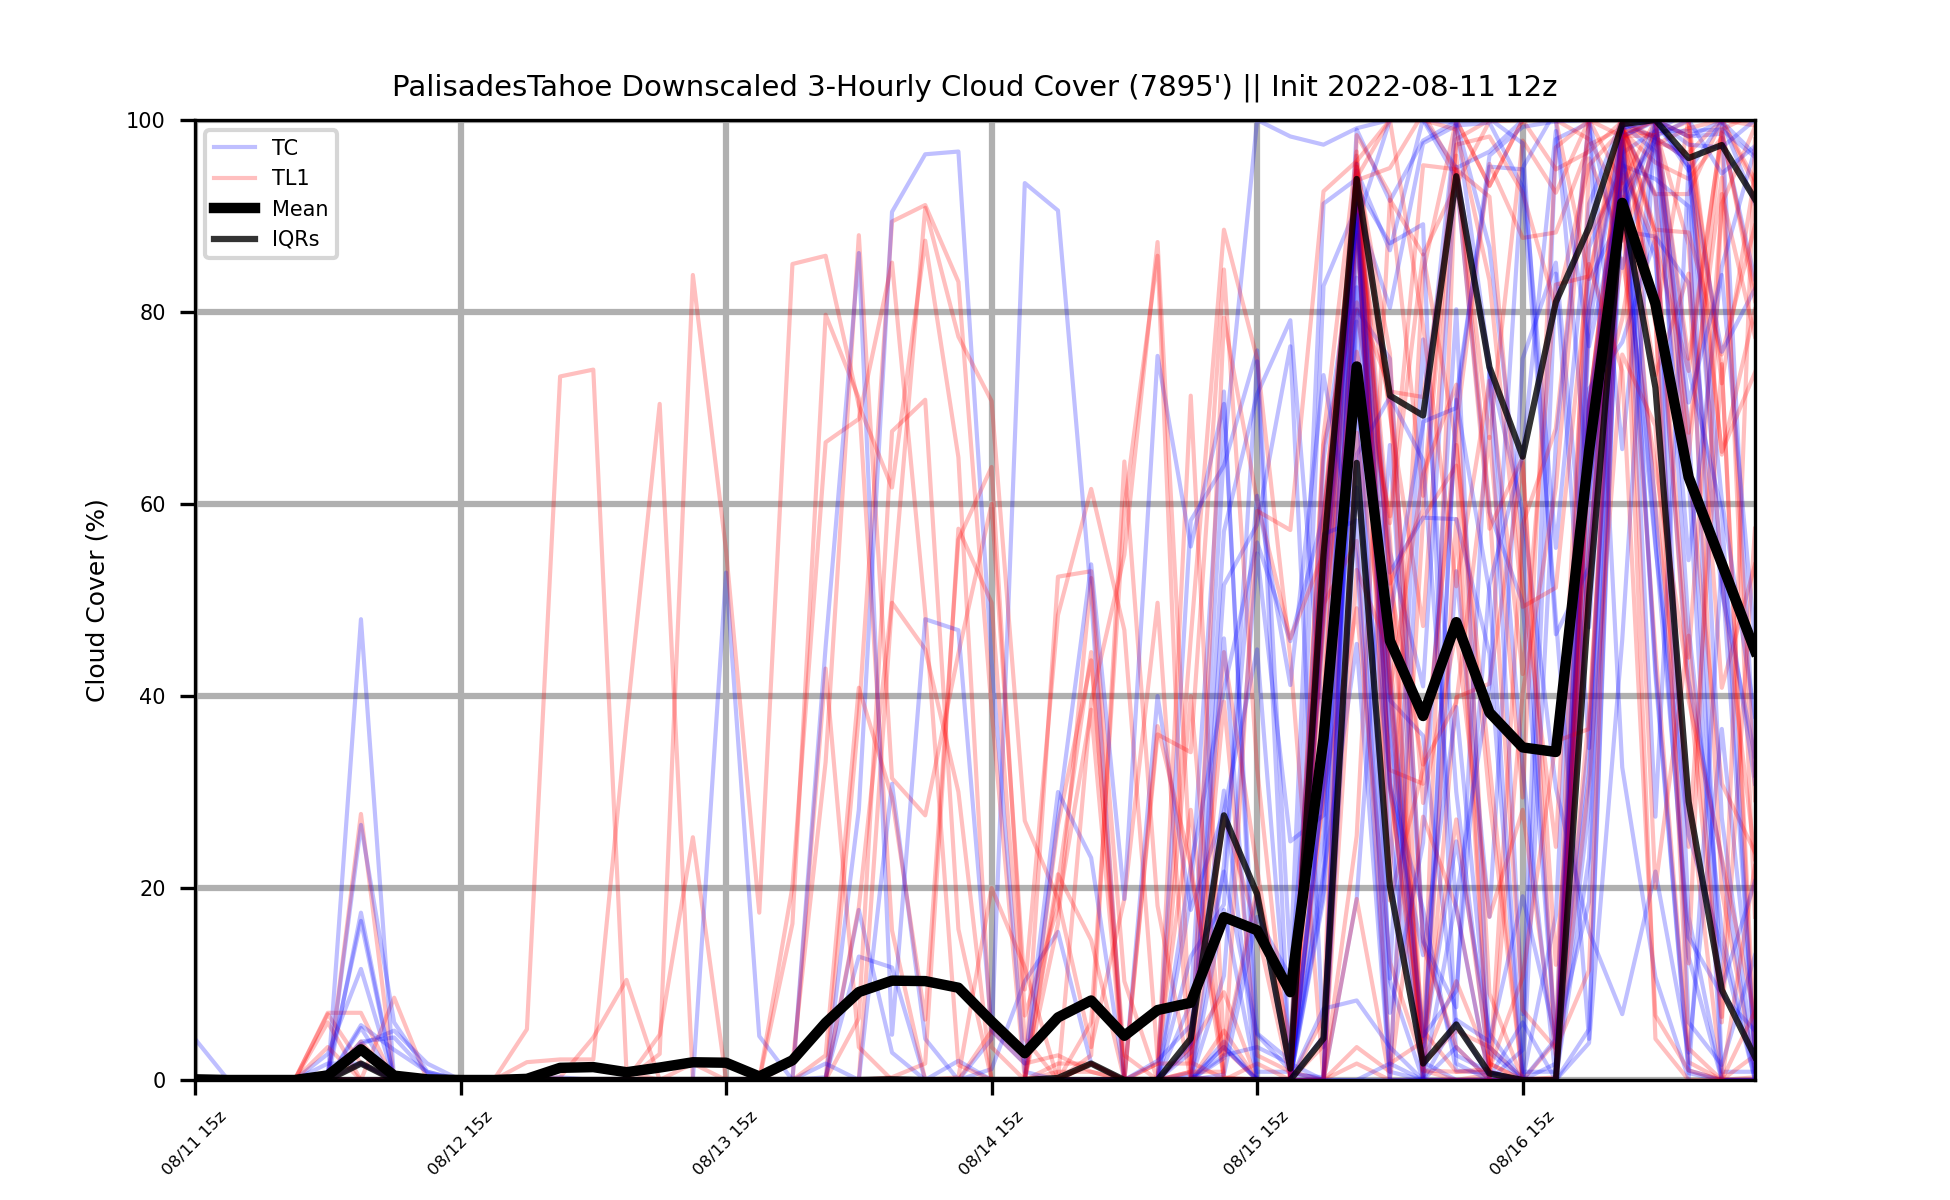 PalisadesTahoe Downscaled 3-Hourly Cloud Cover (7895') || Init 2022-08-11 12z
100
80
60
40
20
0
Cloud Cover (%)
TC
TL1
Mean
IQRs
08/11 15z
08/12 15z
08/13 15z
08/14 15z
08/15 15z
08/16 15z